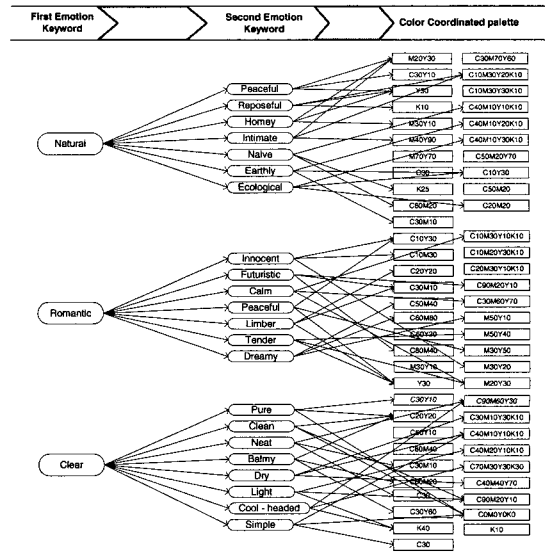 First Emotion Keyword
Second Emotion Keyword
Color Coordinated palette
Natural
Peaceful
Reposeful
Homey
Intimate
Naive
Earthly
Ecological
M20Y30 C30M70Y60
C30Y10 C10M30Y20K10
Y30 C10M30Y30K10
K10 C40M10Y10K10
M30Y10 C40M10Y20K10
M40Y90 C40M10Y30K10
M70Y70 C50M20Y70
C10Y30
K25 C50M20
C60M20 C20M20
C30M10
Romantic
Innocent
Futuristic
Calm
Peaceful
Limber
Tender
Dreamy
C10Y30 C10M30Y10K10
C10M30 C10M20Y30K10
C20Y20 C20M30Y10K10
C30M10 C90M20Y10
C50M40 C30M60Y70
C60M80 M50Y10
M50Y40
C80M40 M30Y50
M30Y10 M30Y20
Y30 M20Y30
Clear
Pure
Clean
Neat
Balmy
Dry
Light
Cool - headed
Simple
C30Y10 C90M60Y30
C20Y20 C30M10Y30K10
C50Y10 C40M10Y10K10
C60M40 C40M20Y10K10
C30M10 C70M30Y30K30
C60M20 C40M40Y70
C90M20Y10
C30Y60 C0M0Y0K0
K40 K10
C30